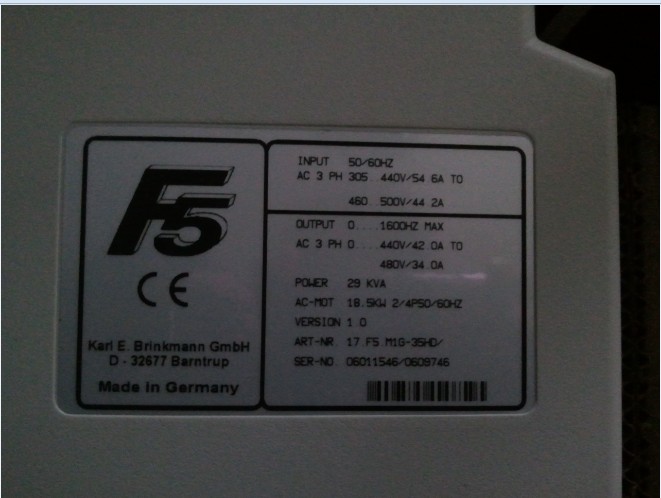 F5
CE
Karl E. Brinkmann GmbH
D - 32677 Barntrup
Made in Germany
INPUT 50/60HZ
AC 3 PH 305...440V/54.6A TO
460...500V/44.2A
OUTPUT 0....1600HZ MAX
AC 3 PH 0....440V/42.0A TO
480V/34.0A
POWER 29 KVA
AC-MOT 18.5KW 2/4P50/60HZ
VERSION 1.0
ART-NR. 17.F5.M1G-35HD/
SER-NO. 06011546/0609746